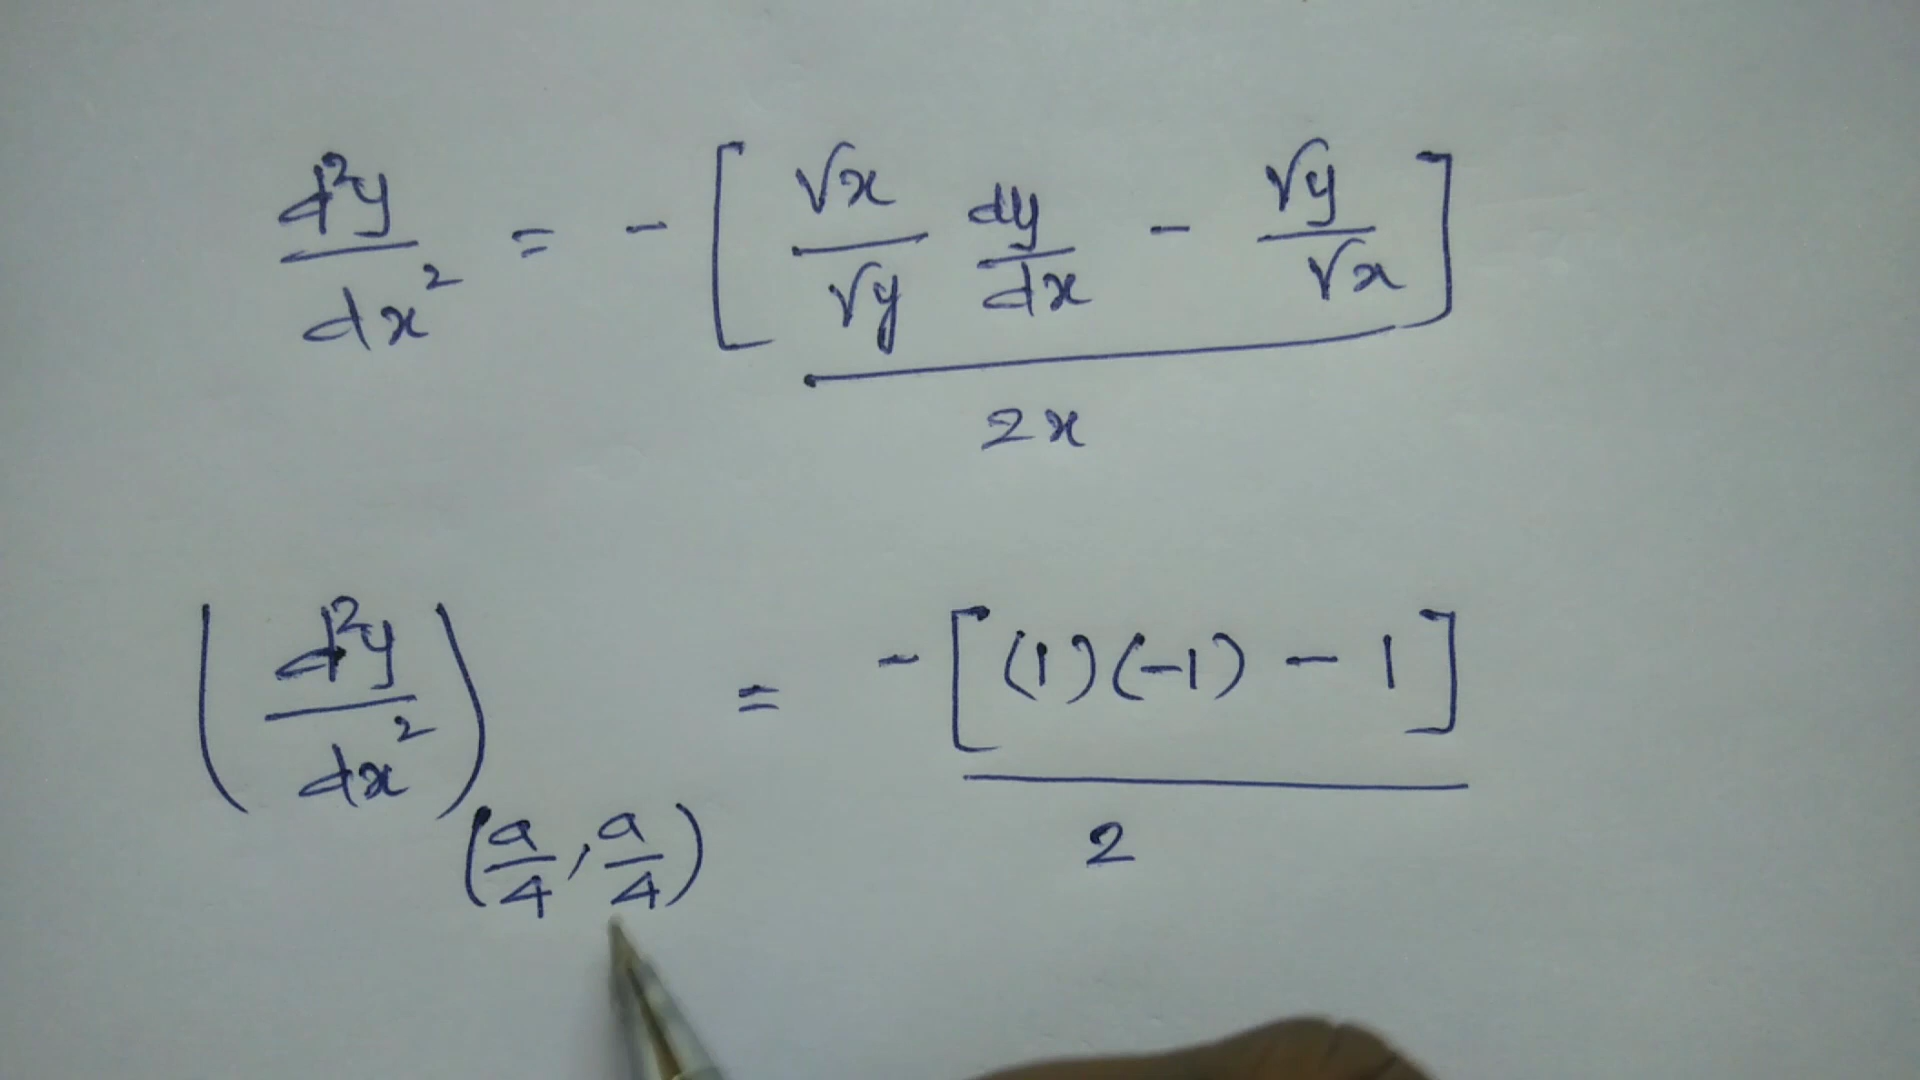 d²y/dx² = - [ √x/√y dy/dx - √y/√x ] / 2x
(d²y/dx²)(a/4, a/4) = - [ (1)(-1) - 1 ] / 2